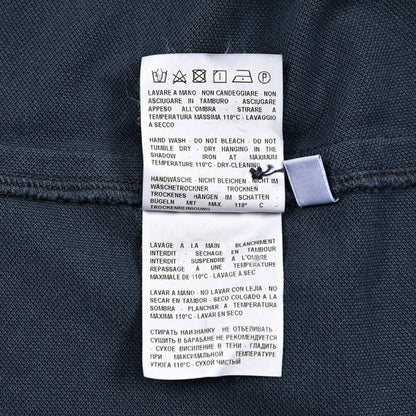 LAVARE A MANO - NON CANDEGGIARE - NON
ASCIUGARE IN TAMBURO - ASCIUGARE
APPESO ALL'OMBRA - STIRARE A
TEMPERATURA MASSIMA 110°C - LAVAGGIO
A SECCO
HAND WASH - DO NOT BLEACH - DO NOT
TUMBLE DRY - DRY HANGING IN THE
SHADOW IRON AT MAXIMUM
TEMPERATURE 110°C - DRY-CLEANING
HANDWÄSCHE - NICHT BLEICHEN - NICHT IM
WÄSCHETROCKNER TROCKNEN
TROCKENES HÄNGEN IM SCHATTEN
BÜGELN MIT MAX. 110° C -
TROCKENREINIGUNG
LAVAGE A LA MAIN BLANCHIMENT
INTERDIT - SECHAGE EN TAMBOUR
INTERDIT - SUSPENDRE A L'OMBRE -
REPASSAGE A UNE TEMPERATURE
MAXIMALE DE 110°C - LAVAGE À SEC
LAVAR A MANO - NO LAVAR CON LEJIA - NO
SECAR EN TAMBOR - SECO COLGADO A LA
SOMBRA - PLANCHAR A TEMPERATURA
MÁXIMA 110°C - LAVAR EN SECO
СТИРАТЬ НАИЗНАНКУ - НЕ ОТБЕЛИВАТЬ -
СУШИТЬ В БАРАБАНЕ НЕ РЕКОМЕНДУЕТСЯ
- СУХОЕ ВИСИЛЕНИЕ В ТЕНИ - ГЛАДИТЬ
ПРИ МАКСИМАЛЬНОЙ ТЕМПЕРАТУРЕ
УТЮГА 110°C - СУХОЙ ЧИСТЫЙ